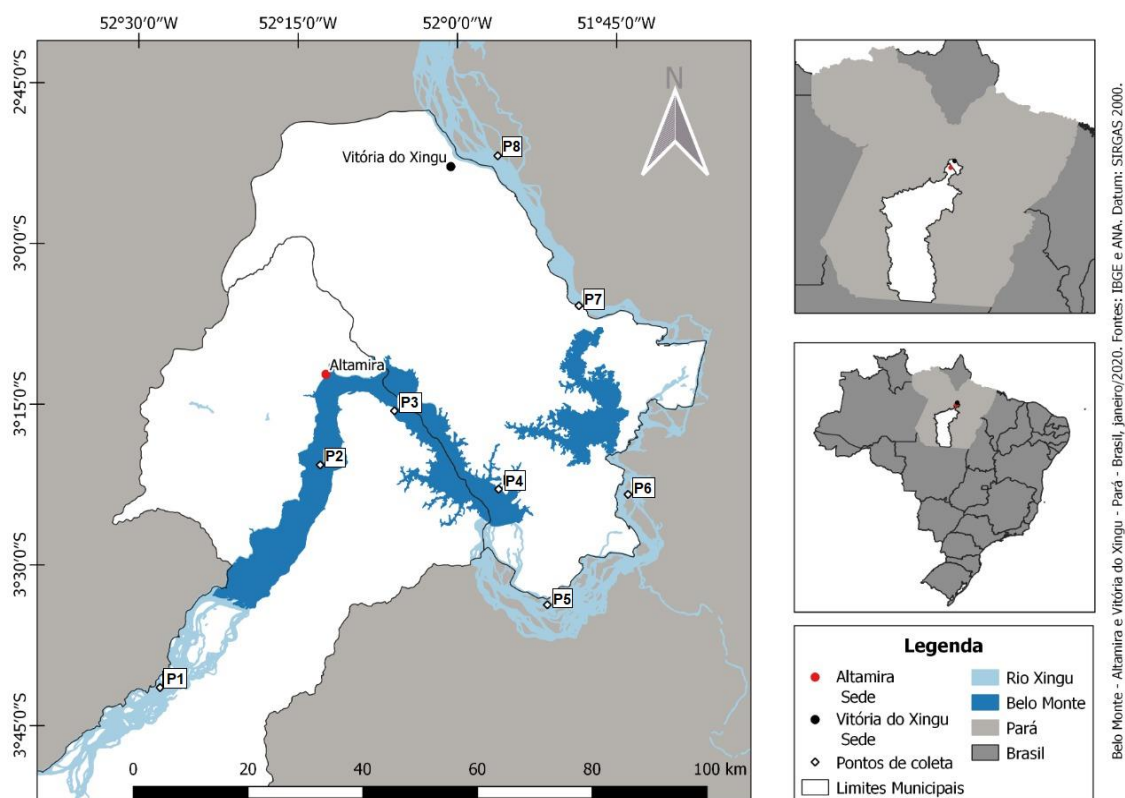 52°30'0"W 52°15'0"W 52°0'0"W 51°45'0"W
2°45'0"S
3°0'0"S
3°15'0"S
3°30'0"S
3°45'0"S
N
P8
Vitória do Xingu
P7
Altamira
P3
P2
P4
P6
P5
P1
0 20 40 60 80 100 km
Legenda
Altamira
Sede
Vitória do Xingu
Sede
Pontos de coleta
Limites Municipais
Rio Xingu
Belo Monte
Pará
Brasil
Belo Monte - Altamira e Vitória do Xingu - Pará - Brasil, janeiro/2020. Fontes: IBGE e ANA. Datum: SIRGAS 2000.